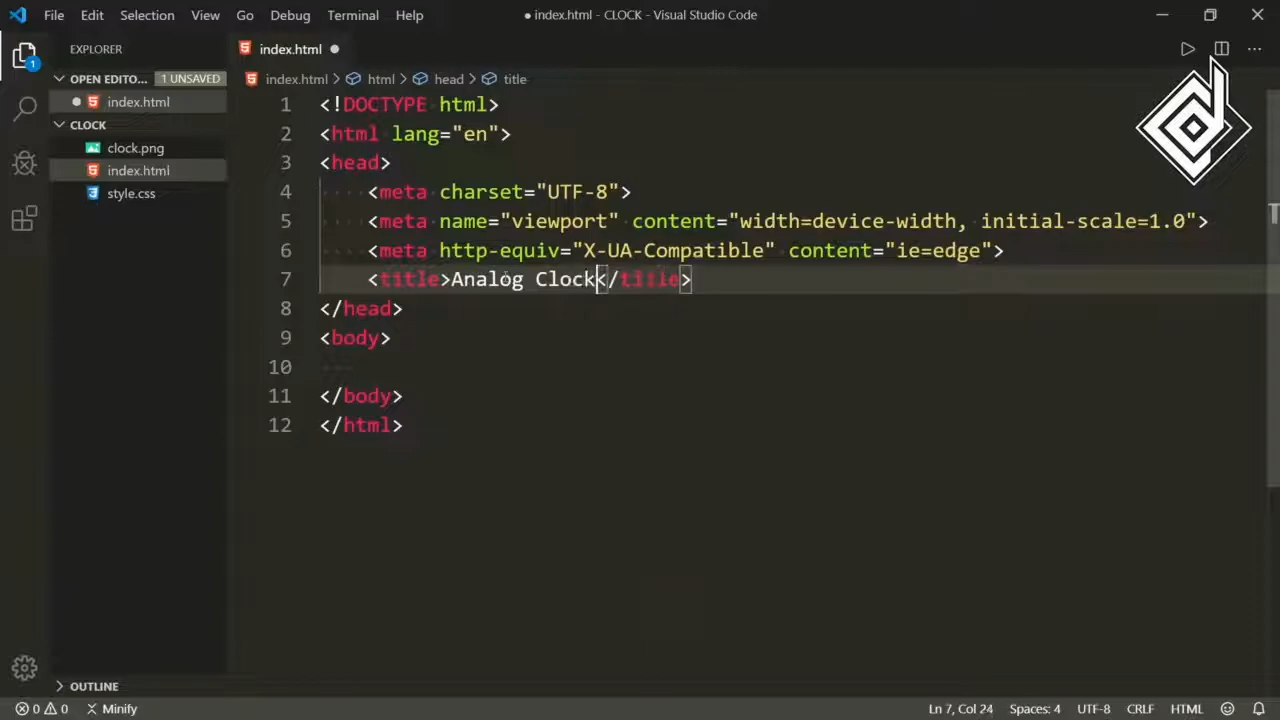 File Edit Selection View Go Debug Terminal Help ● index.html - CLOCK - Visual Studio Code
EXPLORER
index.html
OPEN EDITO... 1 UNSAVED
index.html > html > head > title
index.html
CLOCK
clock.png
index.html
style.css
1 <!DOCTYPE html>
2 <html lang="en">
3 <head>
4 <meta charset="UTF-8">
5 <meta name="viewport" content="width=device-width, initial-scale=1.0">
6 <meta http-equiv="X-UA-Compatible" content="ie=edge">
7 <title>Analog Clock</title>
8 </head>
9 <body>
10
11 </body>
12 </html>
1
OUTLINE
0 0 Minify Ln 7, Col 24 Spaces: 4 UTF-8 CRLF HTML